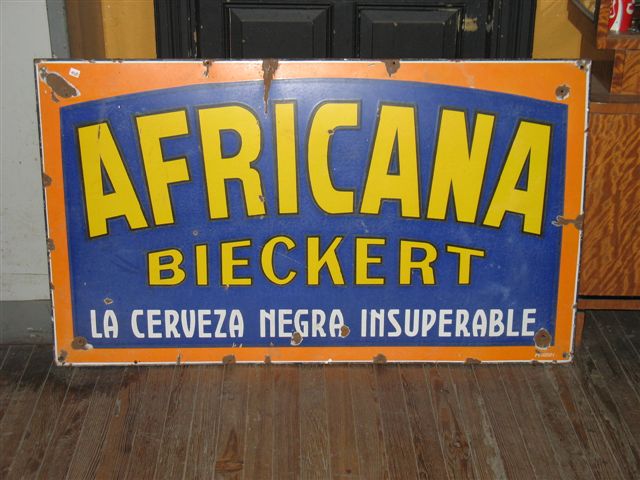 AFRICANA
BIECKERT
LA CERVEZA NEGRA INSUPERABLE